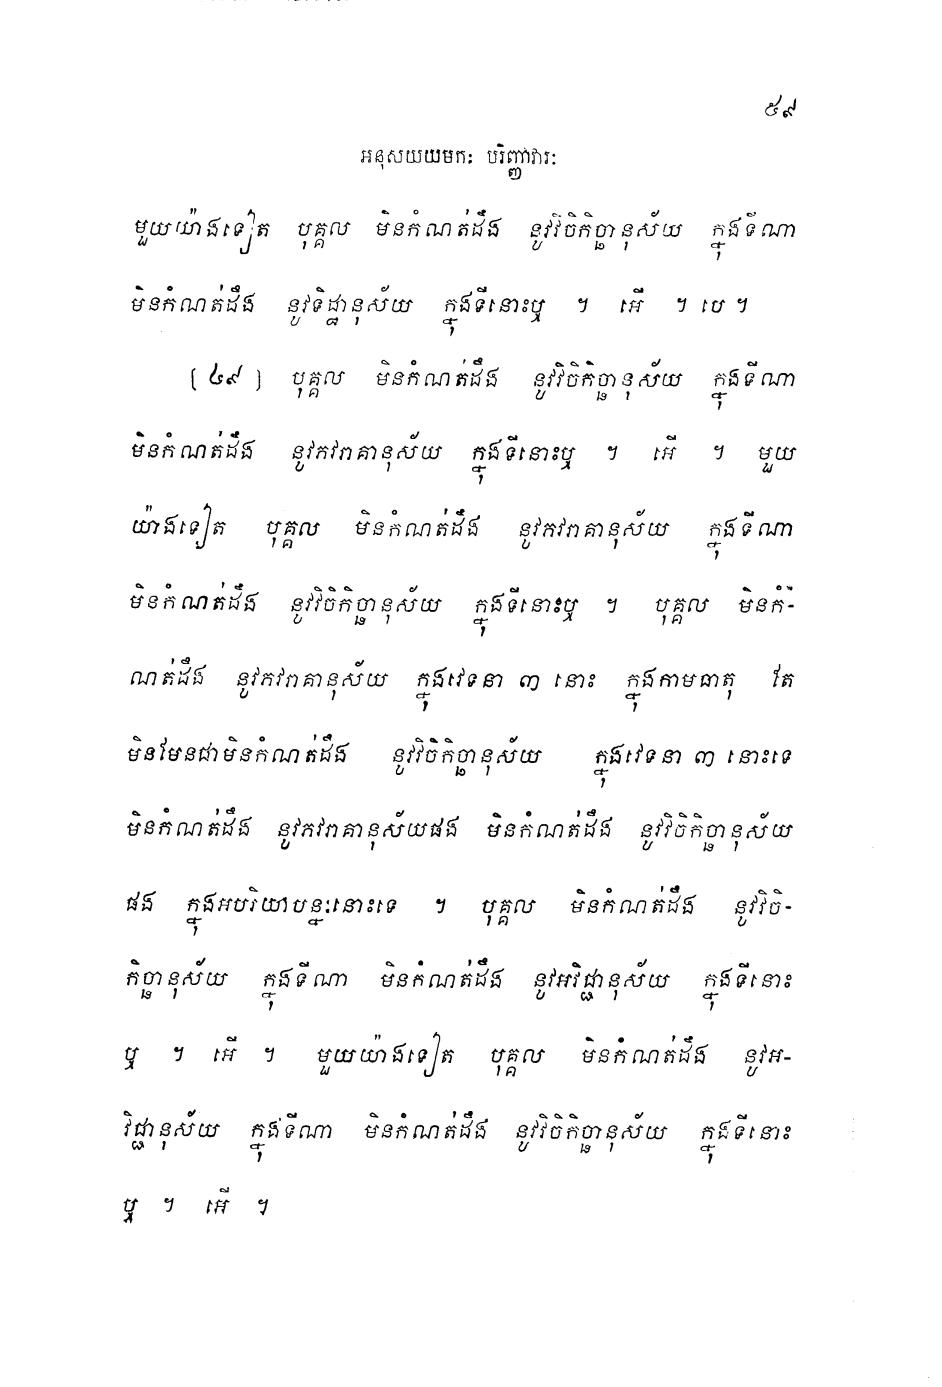 ៥៩
អនុសយយមកៈ បរិញ្ញាវារៈ
មួយយ៉ាងទៀត បុគ្គល មិនកំណត់ដឹង នូវវិចិកិច្ឆានុស័យ ក្នុងទីណា
មិនកំណត់ដឹង នូវទិដ្ឋានុស័យ ក្នុងទីនោះឬ ។ អើ ។ បេ ។
[៤៩] បុគ្គល មិនកំណត់ដឹង នូវវិចិកិច្ឆានុស័យ ក្នុងទីណា
មិនកំណត់ដឹង នូវភវរាគានុស័យ ក្នុងទីនោះឬ ។ អើ ។ មួយ
យ៉ាងទៀត បុគ្គល មិនកំណត់ដឹង នូវភវរាគានុស័យ ក្នុងទីណា
មិនកំណត់ដឹង នូវវិចិកិច្ឆានុស័យ ក្នុងទីនោះឬ ។ បុគ្គល មិនកំ-
ណត់ដឹង នូវភវរាគានុស័យ ក្នុងវេទនា ៣ នោះ ក្នុងកាមធាតុ តែ
មិនមែនជាមិនកំណត់ដឹង នូវវិចិកិច្ឆានុស័យ ក្នុងវេទនា ៣ នោះទេ
មិនកំណត់ដឹង នូវភវរាគានុស័យផង មិនកំណត់ដឹង នូវវិចិកិច្ឆានុស័យ
ផង ក្នុងអបរិយាបន្នៈនោះទេ ។ បុគ្គល មិនកំណត់ដឹង នូវវិចិ-
កិច្ឆានុស័យ ក្នុងទីណា មិនកំណត់ដឹង នូវអវិជ្ជានុស័យ ក្នុងទីនោះ
ឬ ។ អើ ។ មួយយ៉ាងទៀត បុគ្គល មិនកំណត់ដឹង នូវអ-
វិជ្ជានុស័យ ក្នុងទីណា មិនកំណត់ដឹង នូវវិចិកិច្ឆានុស័យ ក្នុងទីនោះ
ឬ ។ អើ ។